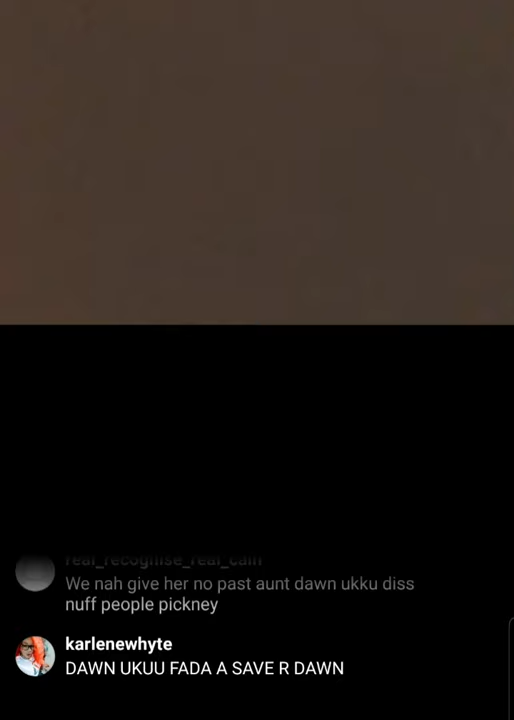 real_recognise_real_cain
We nah give her no past aunt dawn ukku diss
nuff people pickney
karlenewhyte
DAWN UKUU FADA A SAVE R DAWN